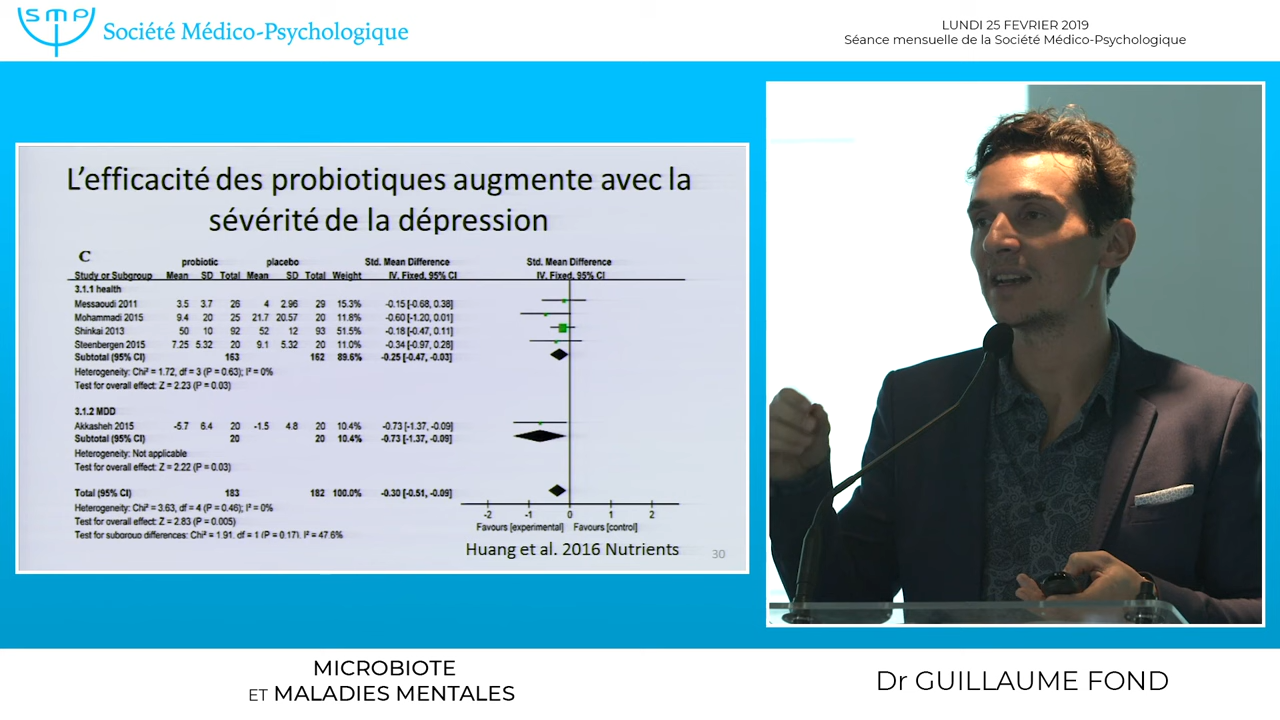 SMP
Société Médico-Psychologique
LUNDI 25 FEVRIER 2019
Séance mensuelle de la Société Médico-Psychologique
L'efficacité des probiotiques augmente avec la
sévérité de la dépression
C
probiotic placebo Std. Mean Difference Std. Mean Difference
Study or Subgroup Mean SD Total Mean SD Total Weight IV. Fixed, 95% CI IV. Fixed, 95% CI
3.1.1 health
Messaoudi 2011 3.5 3.7 26 4 2.96 29 15.3% -0.15 [-0.68, 0.38]
Mohammadi 2015 9.4 20 25 21.7 20.57 20 11.8% -0.60 [-1.20, 0.01]
Shinkai 2013 50 10 92 52 12 93 51.5% -0.18 [-0.47, 0.11]
Steenbergen 2015 7.25 5.32 20 9.1 5.32 20 11.0% -0.34 [-0.97, 0.28]
Subtotal (95% CI) 163 162 89.6% -0.25 [-0.47, -0.03]
Heterogeneity: Chi² = 1.72, df = 3 (P = 0.63); I² = 0%
Test for overall effect: Z = 2.23 (P = 0.03)
3.1.2 MDD
Akkasheh 2015 -5.7 6.4 20 -1.5 4.8 20 10.4% -0.73 [-1.37, -0.09]
Subtotal (95% CI) 20 20 10.4% -0.73 [-1.37, -0.09]
Heterogeneity: Not applicable
Test for overall effect: Z = 2.22 (P = 0.03)
Total (95% CI) 183 182 100.0% -0.30 [-0.51, -0.09]
Heterogeneity: Chi² = 3.63, df = 4 (P = 0.46); I² = 0%
Test for overall effect: Z = 2.83 (P = 0.005)
Test for subgroup differences: Chi² = 1.91, df = 1 (P = 0.17), I² = 47.6%
-2 -1 0 1 2
Favours [experimental] Favours [control]
Huang et al. 2016 Nutrients
30
MICROBIOTE
ET MALADIES MENTALES
Dr GUILLAUME FOND